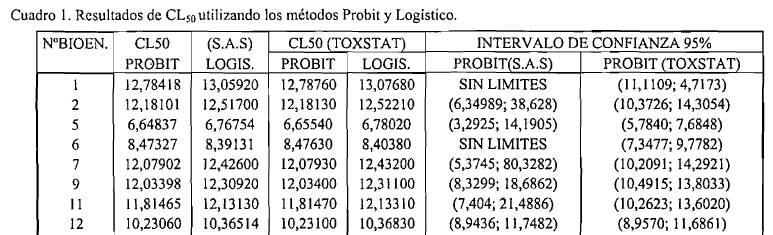 Cuadro 1. Resultados de CL50 utilizando los métodos Probit y Logístico.
NºBIOEN. CL50 (S.A.S) CL50 (TOXSTAT) INTERVALO DE CONFIANZA 95%
PROBIT LOGIS. PROBIT LOGIS. PROBIT(S.A.S) PROBIT (TOXSTAT)
1 12,78418 13,05920 12,78760 13,07680 SIN LIMITES (11,1109; 4,7173)
2 12,18101 12,51700 12,18130 12,52210 (6,34989; 38,628) (10,3726; 14,3054)
5 6,64837 6,76754 6,65540 6,78020 (3,2925; 14,1905) (5,7840; 7,6848)
6 8,47327 8,39131 8,47630 8,40380 SIN LIMITES (7,3477; 9,7782)
7 12,07902 12,42600 12,07930 12,43200 (5,3745; 80,3282) (10,2091; 14,2921)
9 12,03398 12,30920 12,03400 12,31100 (8,3299; 18,6862) (10,4915; 13,8033)
11 11,81465 12,13130 11,81470 12,13310 (7,404; 21,4886) (10,2623; 13,6020)
12 10,23060 10,36514 10,23100 10,36830 (8,9436; 11,7482) (8,9570; 11,6861)